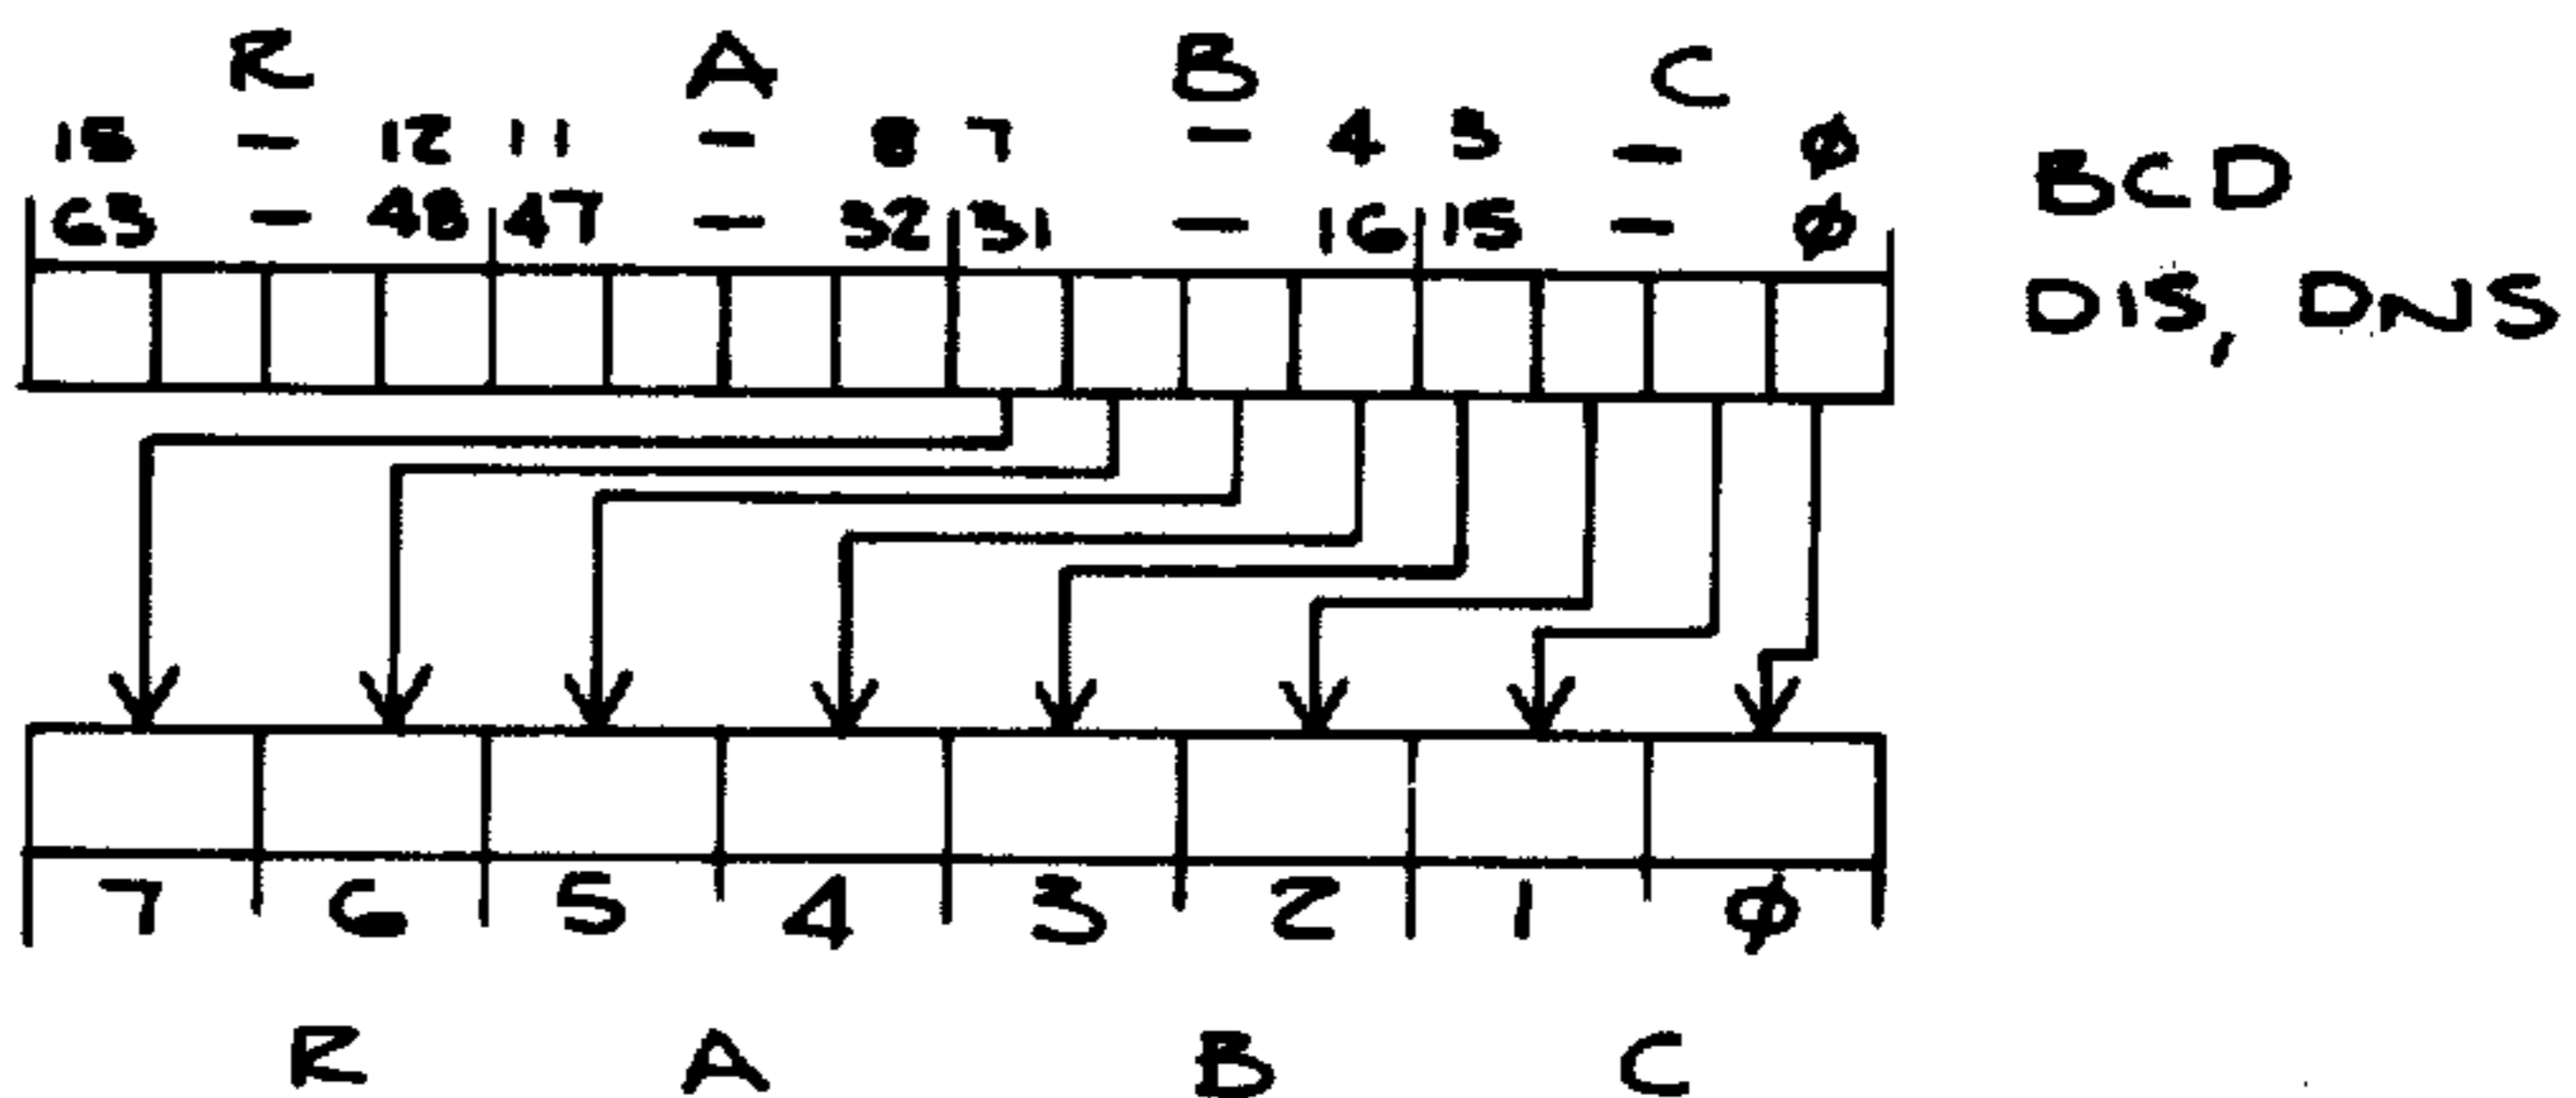 R A B C
15 - 12 11 - 8 7 - 4 3 - Ø BCD
63 - 48 47 - 32 31 - 16 15 - Ø DIS, DNS
7 6 5 4 3 2 1 Ø
R A B C